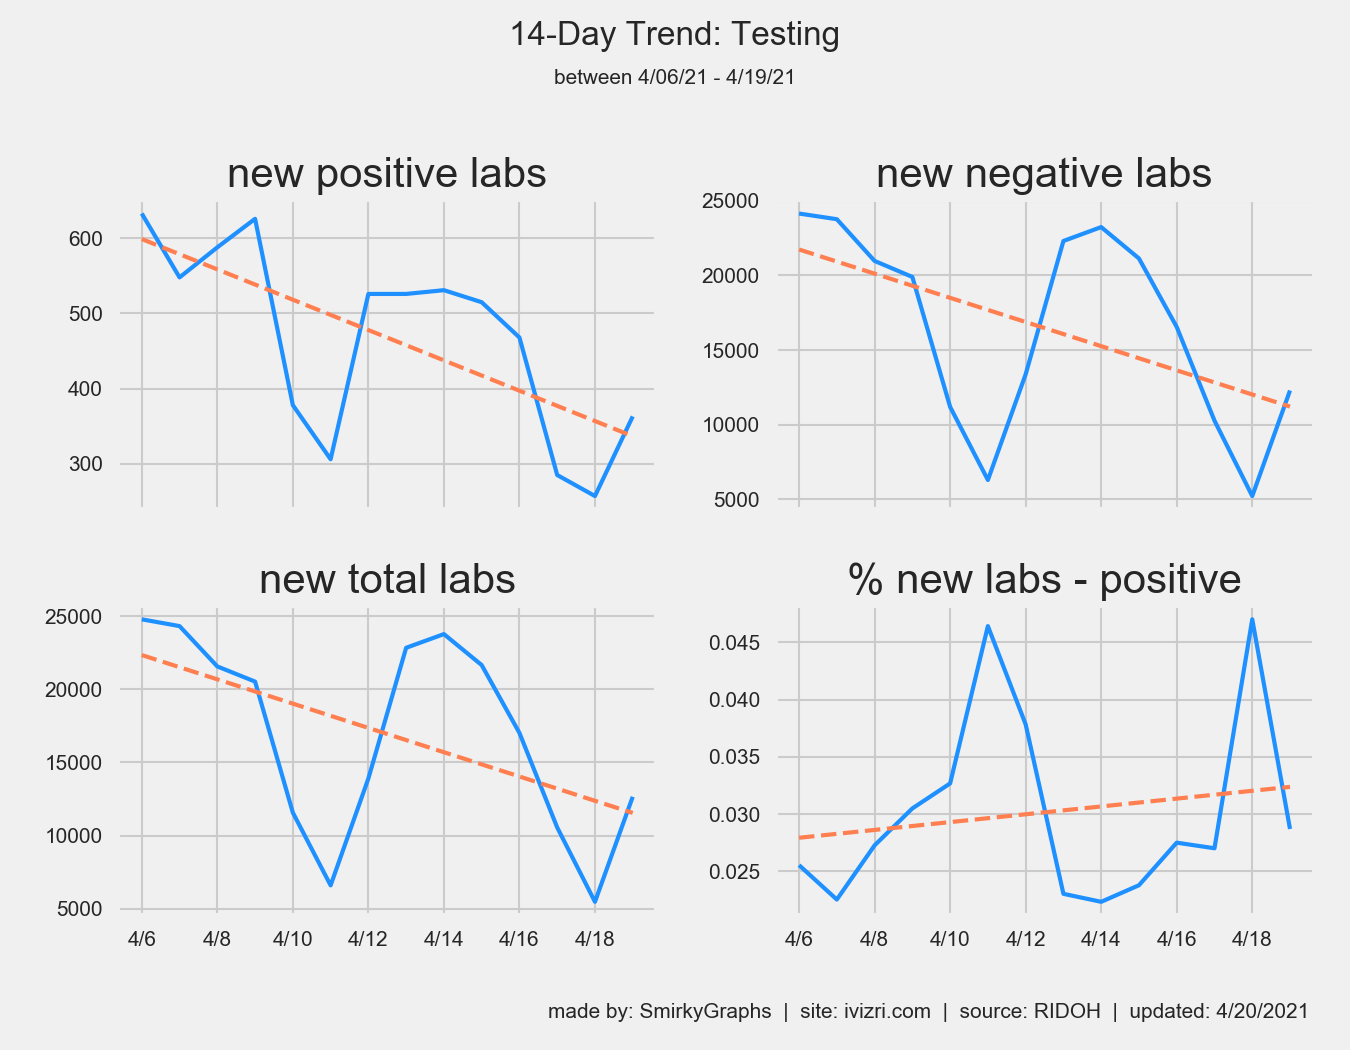 14-Day Trend: Testing
between 4/06/21 - 4/19/21
new positive labs
600
500
400
300
new negative labs
25000
20000
15000
10000
5000
new total labs
25000
20000
15000
10000
5000
4/6 4/8 4/10 4/12 4/14 4/16 4/18
% new labs - positive
0.045
0.040
0.035
0.030
0.025
4/6 4/8 4/10 4/12 4/14 4/16 4/18
made by: SmirkyGraphs | site: ivizri.com | source: RIDOH | updated: 4/20/2021